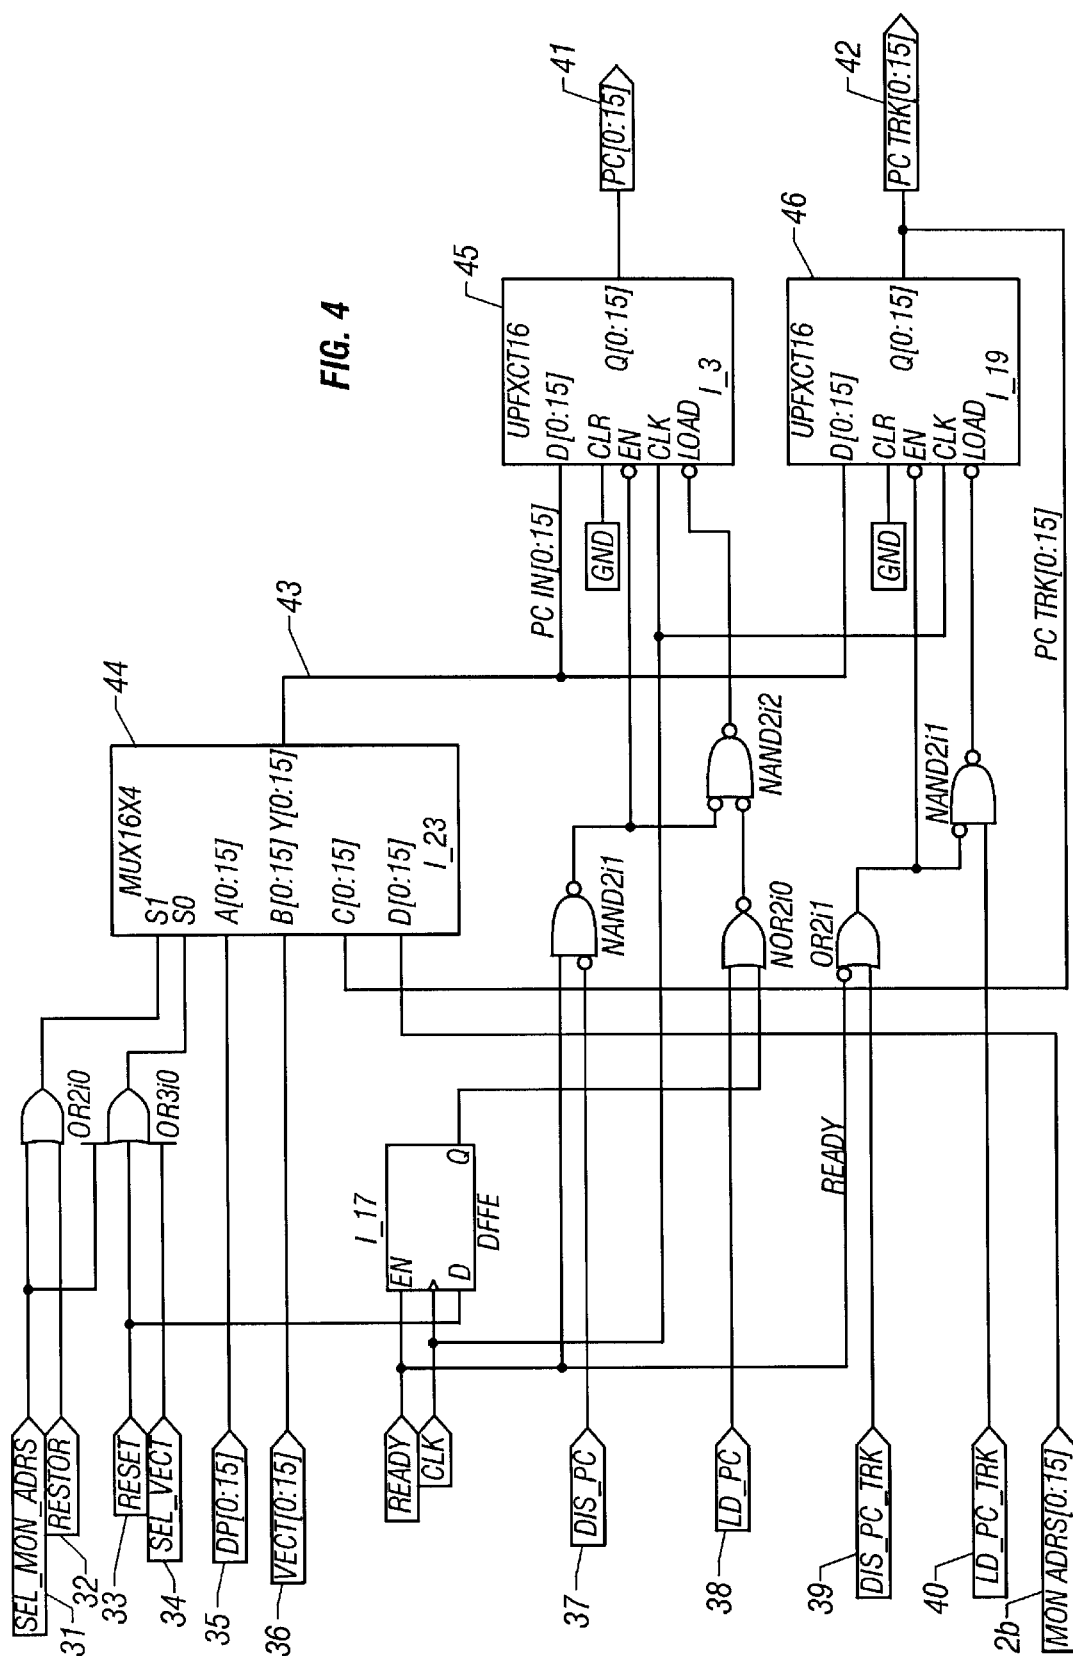 FIG. 4
SEL_MON_ADRS
31
RESTOR
32
RESET
33
SEL_VECT
34
DP[0:15]
35
VECT[0:15]
36
READY
CLK
DIS_PC
37
LD_PC
38
DIS_PC_TRK
39
LD_PC_TRK
40
MON ADRS[0:15]
2b
OR2i0
OR3i0
I_17
EN
D
Q
DFFE
READY
44
MUX16X4
S1
S0
A[0:15]
B[0:15] Y[0:15]
C[0:15]
D[0:15]
I_23
43
NAND2i1
NOR2i0
NAND2i2
OR2i1
NAND2i1
PC IN[0:15]
GND
45
UPFXCT16
D[0:15]
CLR
EN
CLK
LOAD
Q[0:15]
I_3
PC[0:15]
41
GND
46
UPFXCT16
D[0:15]
CLR
EN
CLK
LOAD
Q[0:15]
I_19
PC TRK[0:15]
42
PC TRK[0:15]